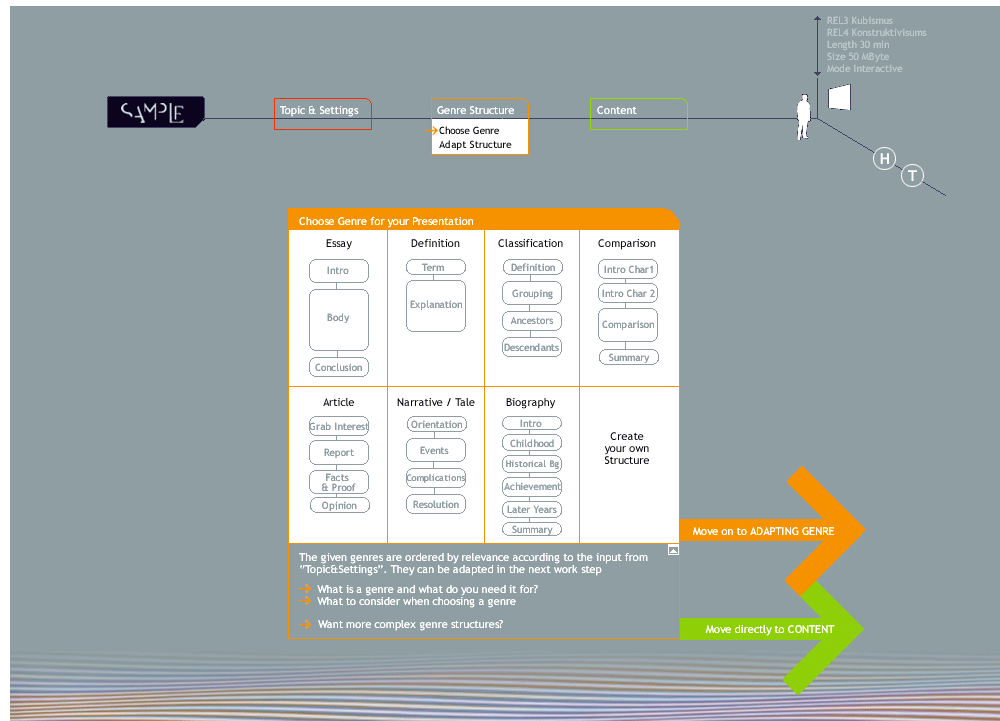 REL3 Kubismus
REL4 Konstruktivisums
Length 30 min
Size 50 MByte
Mode Interactive
SAMPLE
Topic & Settings
Genre Structure
Content
Choose Genre
Adapt Structure
H
T
Choose Genre for your Presentation
Essay
Intro
Body
Conclusion
Definition
Term
Explanation
Classification
Definition
Grouping
Ancestors
Descendants
Comparison
Intro Char1
Intro Char 2
Comparison
Summary
Article
Grab Interest
Report
Facts
& Proof
Opinion
Narrative / Tale
Orientation
Events
Complications
Resolution
Biography
Intro
Childhood
Historical Bg
Achievement
Later Years
Summary
Create
your own
Structure
Move on to ADAPTING GENRE
The given genres are ordered by relevance according to the input from
"Topic&Settings". They can be adapted in the next work step
What is a genre and what do you need it for?
What to consider when choosing a genre
Want more complex genre structures?
Move directly to CONTENT